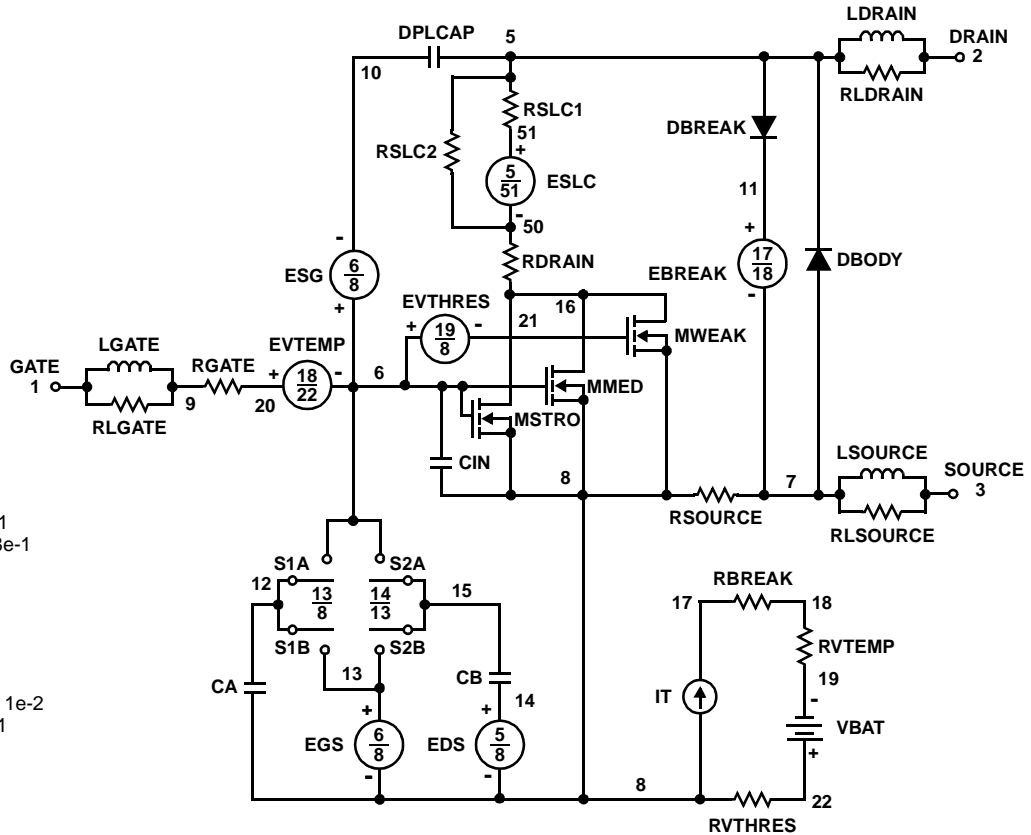 LDRAIN
DPLCAP
5
DRAIN
2
10
RLDRAIN
RSLC1
51
DBREAK
RSLC2
+
5
51
ESLC
11
-
50
-
+
RDRAIN
17
18
EBREAK
DBODY
6
8
ESG
+
EVTHRES
16
-
+
19
8
-
21
MWEAK
LGATE
EVTEMP
GATE
1
RGATE
+
18
22
-
6
MMED
9
20
MSTRO
RLGATE
CIN
LSOURCE
8
7
SOURCE
3
RSOURCE
RLSOURCE
1
e-1
S1A
S2A
12
13
8
14
13
15
RBREAK
17
18
S1B
S2B
RVTEMP
13
CB
19
CA
14
IT
-
1e-2
1
+
+
VBAT
EGS
6
8
EDS
5
8
+
-
-
8
22
RVTHRES